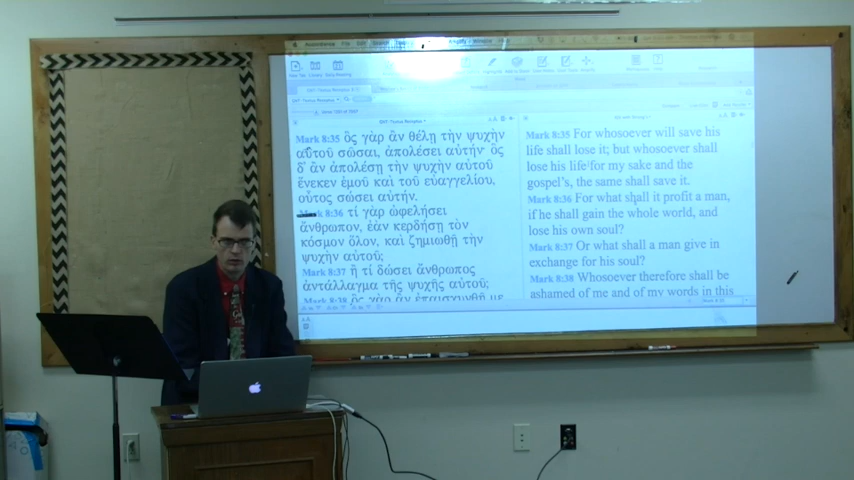 Mark 8:35 ὃς γὰρ ἂν θέλῃ τὴν ψυχὴν
αὐτοῦ σῶσαι, ἀπολέσει αὐτήν· ὃς
δ᾽ ἂν ἀπολέσῃ τὴν ψυχὴν αὐτοῦ
ἕνεκεν ἐμοῦ καὶ τοῦ εὐαγγελίου,
οὗτος σώσει αὐτήν.
8:36 τί γὰρ ὠφελήσει
ἄνθρωπον, ἐὰν κερδήσῃ τὸν
κόσμον ὅλον, καὶ ζημιωθῇ τὴν
ψυχὴν αὐτοῦ;
Mark 8:37 ἢ τί δώσει ἄνθρωπος
ἀντάλλαγμα τῆς ψυχῆς αὐτοῦ;
Mark 8:38 ὃς γὰρ ἂν ἐπαισχυνθῇ με
Mark 8:35 For whosoever will save his
life shall lose it; but whosoever shall
lose his life for my sake and the
gospel's, the same shall save it.
Mark 8:36 For what shall it profit a man,
if he shall gain the whole world, and
lose his own soul?
Mark 8:37 Or what shall a man give in
exchange for his soul?
Mark 8:38 Whosoever therefore shall be
ashamed of me and of my words in this